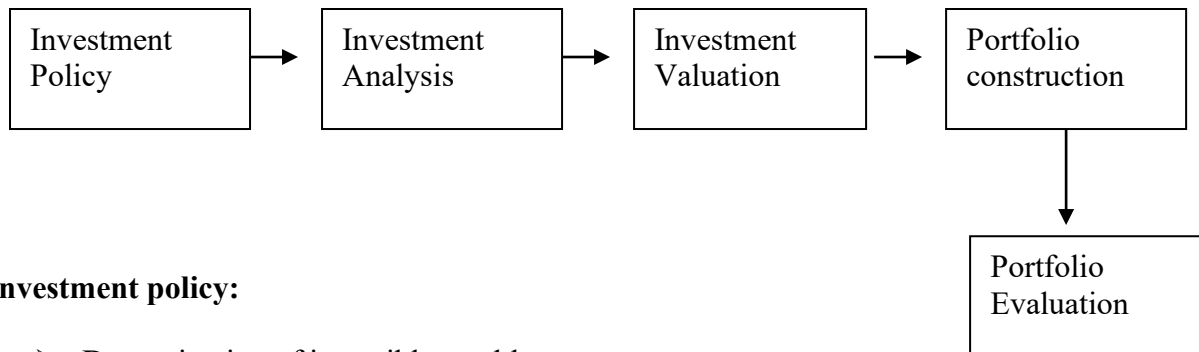 Investment
Policy
Investment
Analysis
Investment
Valuation
Portfolio
construction
Portfolio
Evaluation
nvestment policy: